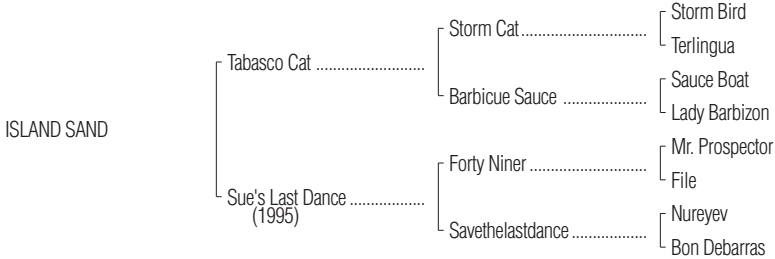 Storm Bird
Storm Cat..............................
Terlingua
Tabasco Cat ..........................
Sauce Boat
Barbicue Sauce ....................
Lady Barbizon
ISLAND SAND
Mr. Prospector
Forty Niner............................
File
Sue's Last Dance ..................
(1995)
Nureyev
Savethelastdance..................
Bon Debarras